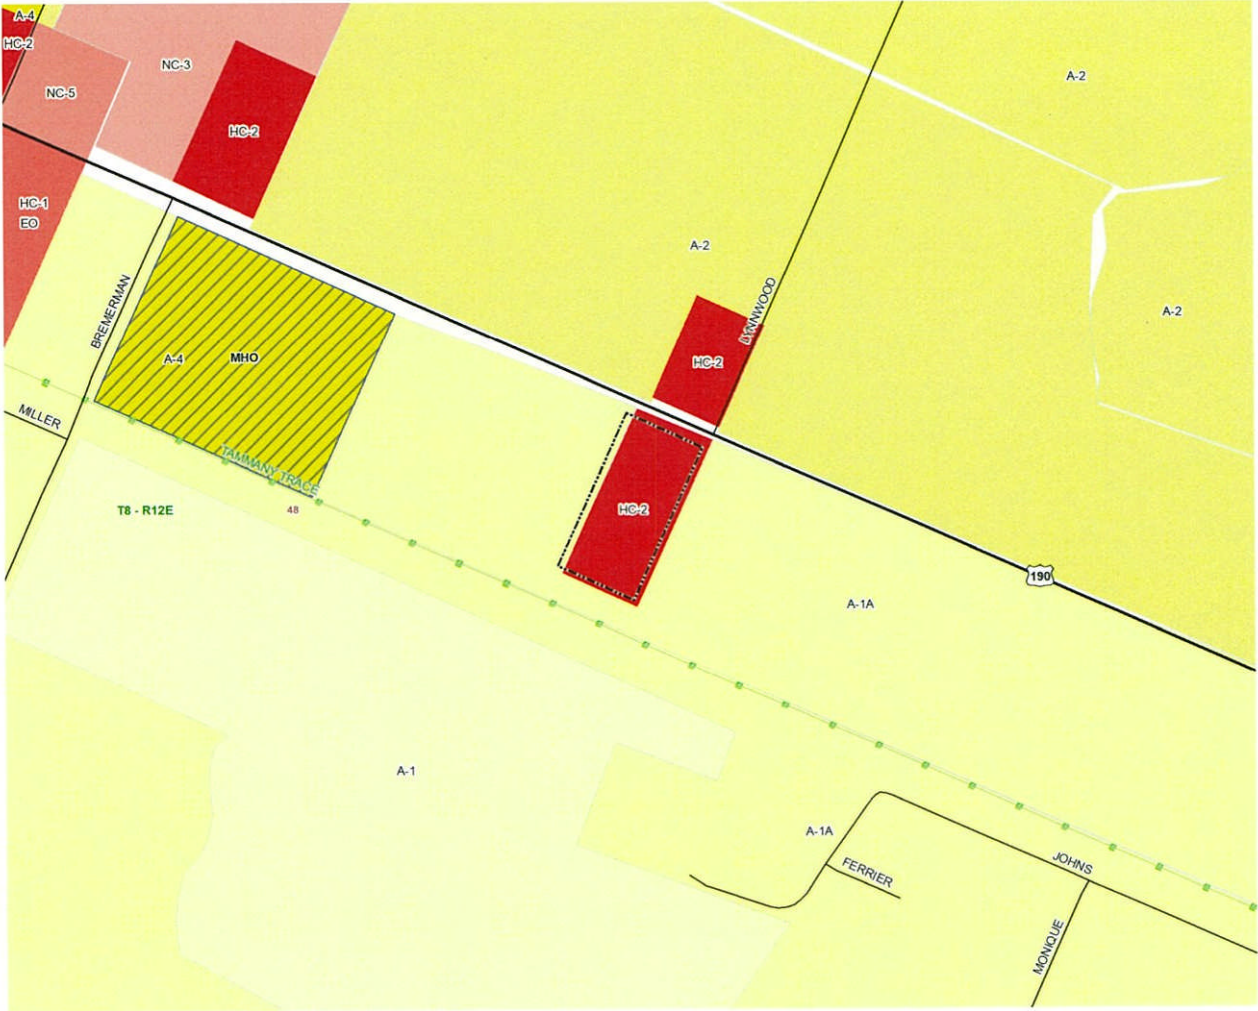 A-4
HC-2
NC-3
A-2
NC-5
HC-2
HC-1
EO
A-2
LYNNWOOD
A-2
BREMERMAN
A-4
MHO
HC-2
MILLER
TAMMANY TRACE
T8 - R12E
48
HC-2
190
A-1A
A-1
A-1A
FERRIER
JOHNS
MONIQUE